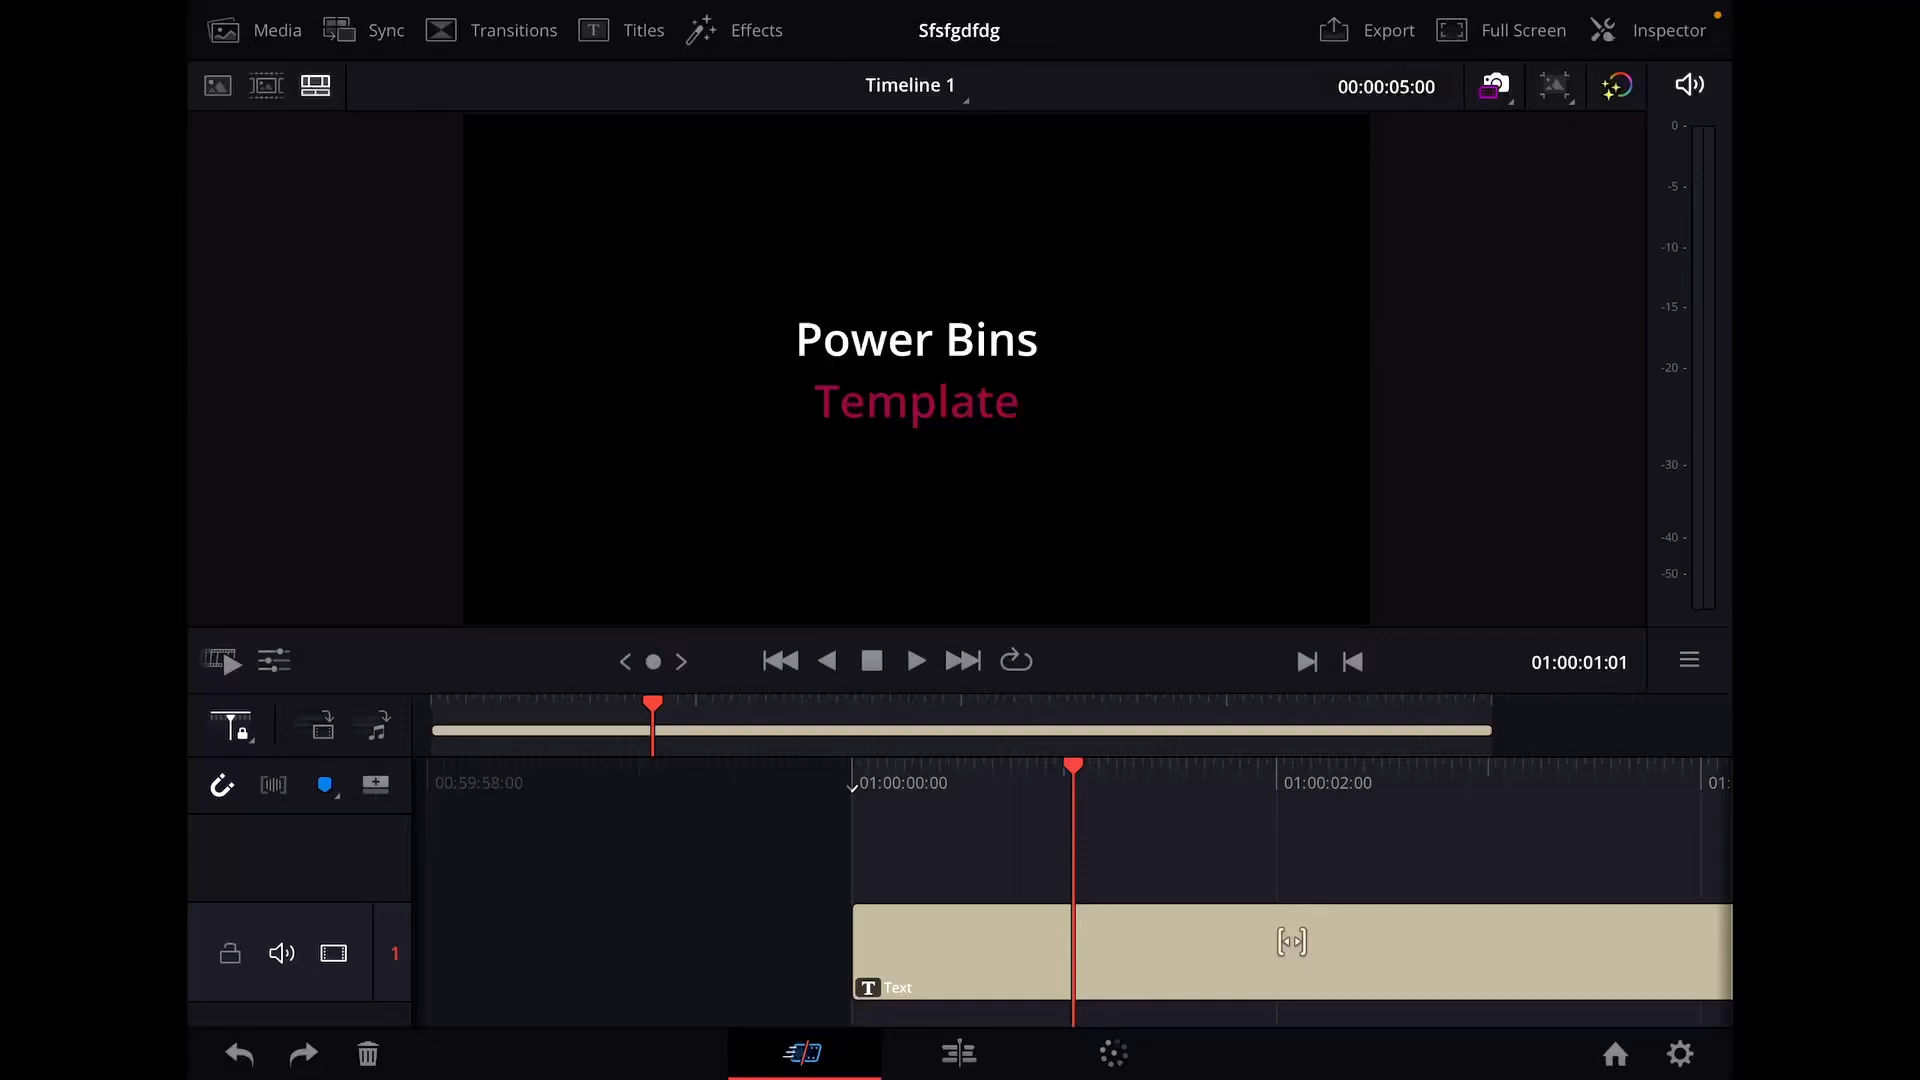 Media Sync Transitions Titles Effects Sfsfgdfdg Export Full Screen Inspector
Timeline 1 00:00:05:00
0 -
-5 -
-10 -
-15 -
-20 -
-30 -
-40 -
-50 -
Power Bins
Template
01:00:01:01
00:59:58:00 01:00:00:00 01:00:02:00 01:
1
T Text